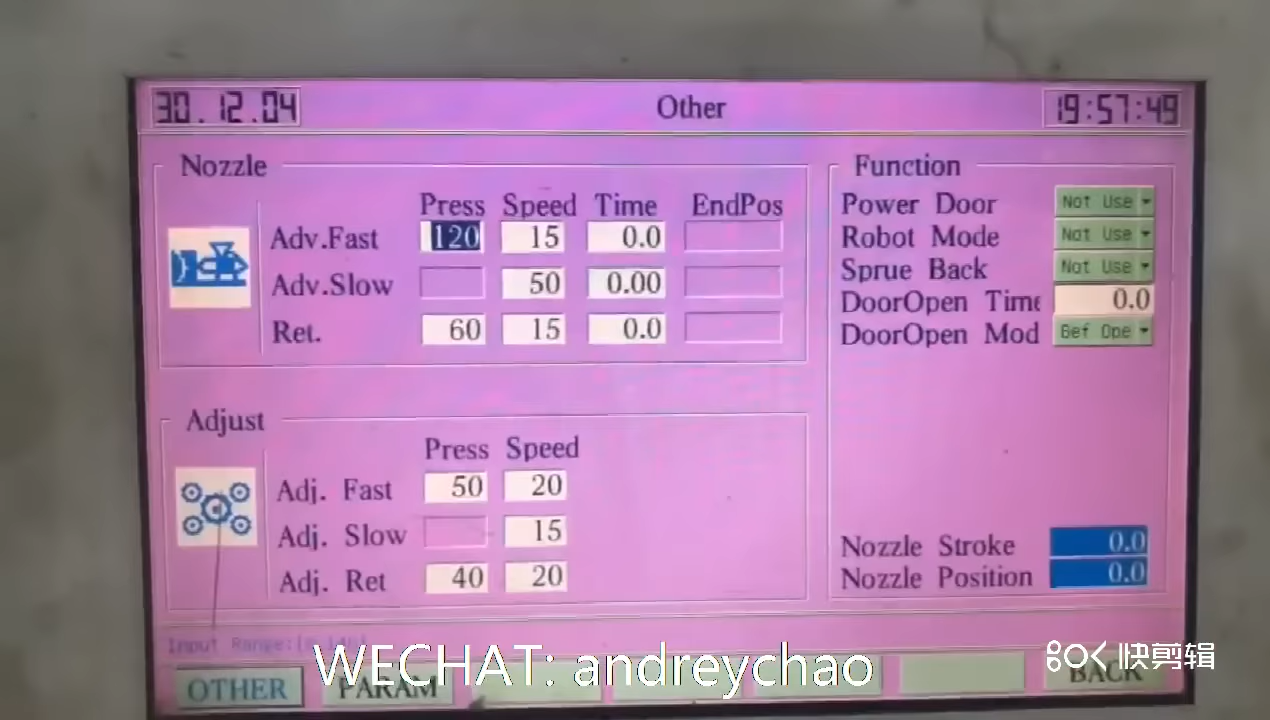 30.12.04 Other 19:57:49
Nozzle
Press Speed Time EndPos
Adv.Fast 120 15 0.0
Adv.Slow 50 0.00
Ret. 60 15 0.0
Adjust
Press Speed
Adj. Fast 50 20
Adj. Slow 15
Adj. Ret 40 20
Function
Power Door Not Use
Robot Mode Not Use
Sprue Back Not Use
DoorOpen Time 0.0
DoorOpen Mod Bef Ope
Nozzle Stroke 0.0
Nozzle Position 0.0
Input Range:
WECHAT: andreychao
快剪辑
OTHER PARAM BACK